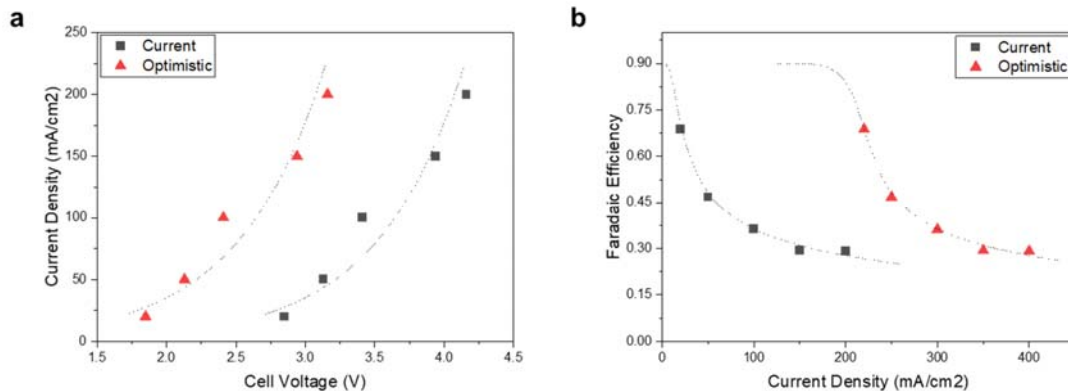 a
250
200
150
100
50
0
Current Density (mA/cm2)
Current
Optimistic
1.5 2.0 2.5 3.0 3.5 4.0 4.5
Cell Voltage (V)
b
0.90
0.75
0.60
0.45
0.30
0.15
0.00
Faradaic Efficiency
Current
Optimistic
0 100 200 300 400
Current Density (mA/cm2)